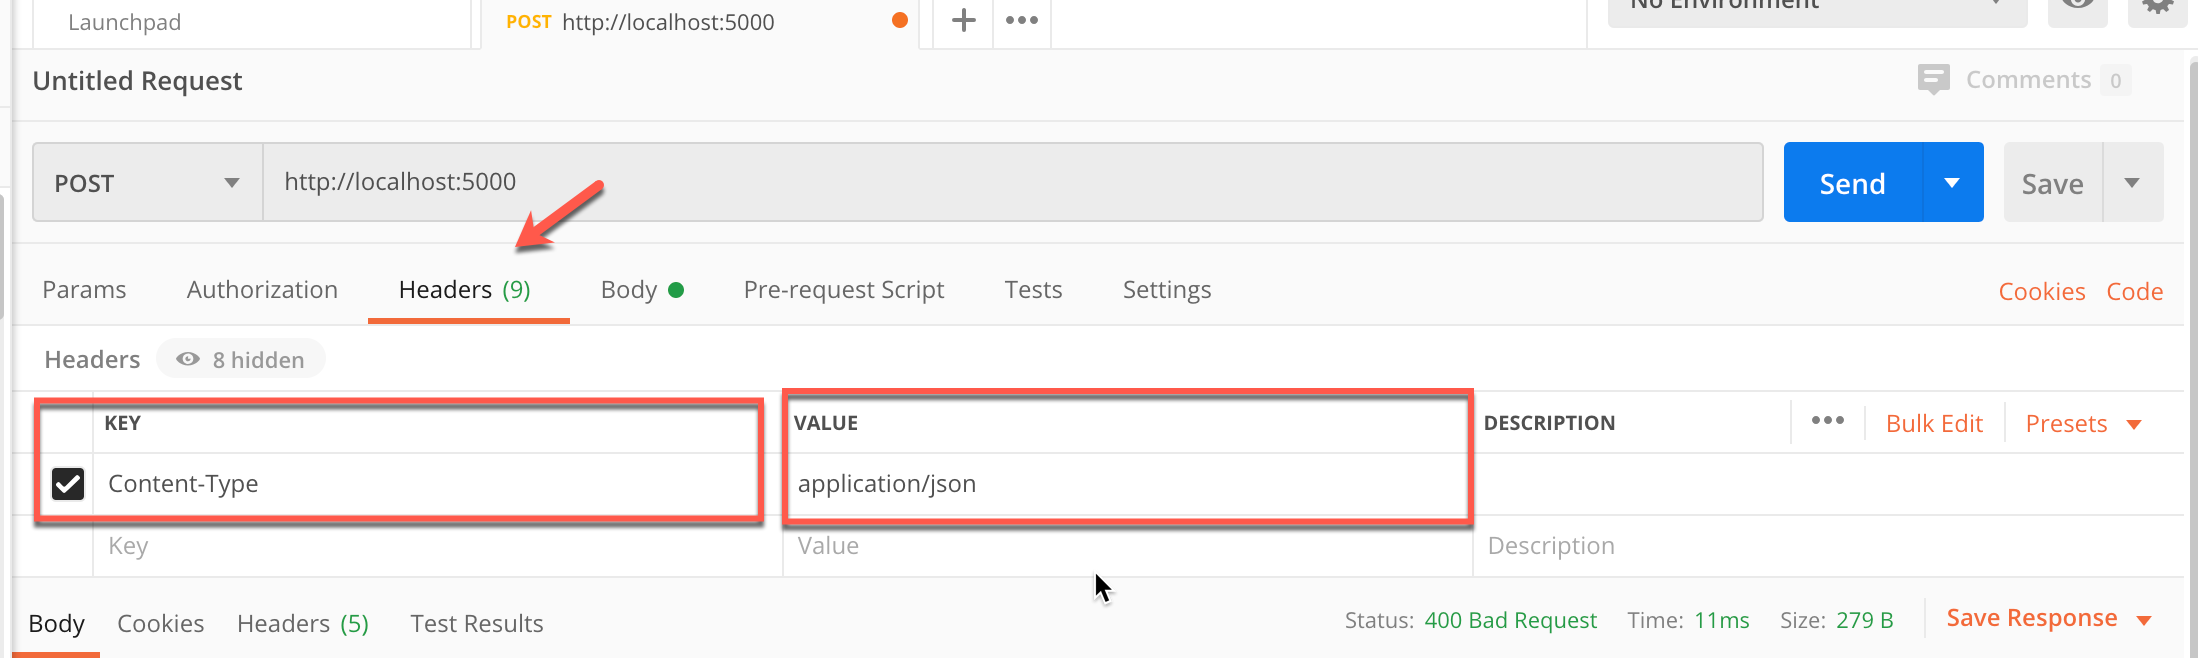 Launchpad
POST http://localhost:5000
No Environment
Untitled Request
Comments 0
POST http://localhost:5000
Send
Save
Params Authorization Headers (9) Body Pre-request Script Tests Settings
Cookies Code
Headers 8 hidden
KEY VALUE DESCRIPTION
Bulk Edit Presets
Content-Type application/json
Key Value Description
Body Cookies Headers (5) Test Results
Status: 400 Bad Request Time: 11ms Size: 279 B
Save Response